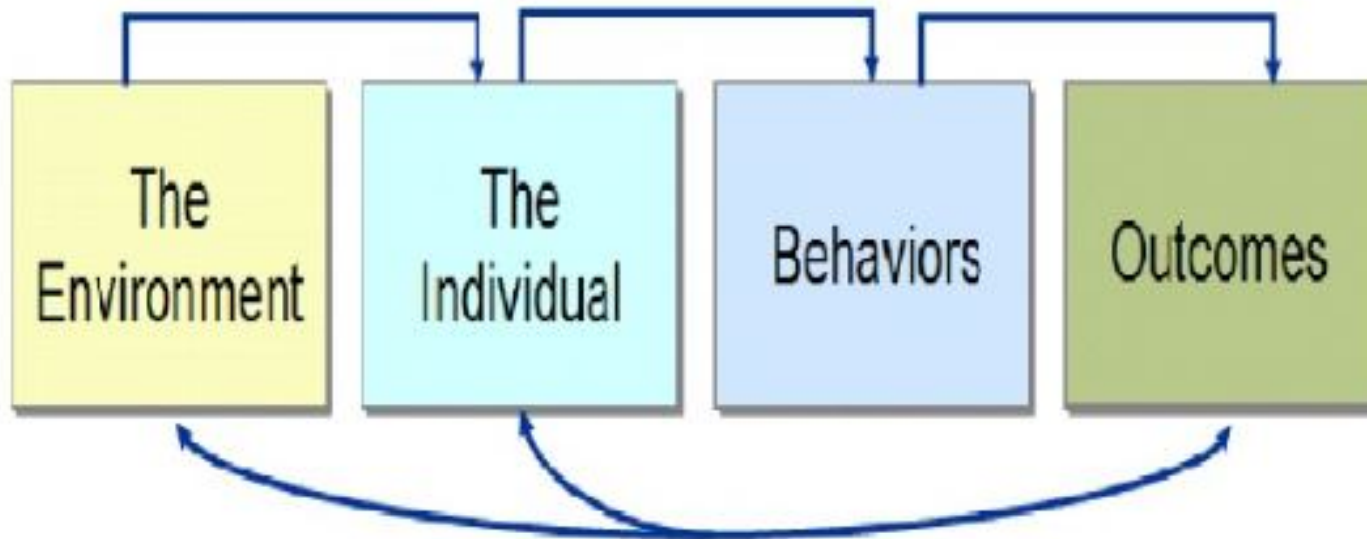 The
Environment
The
Individual
Behaviors
Outcomes